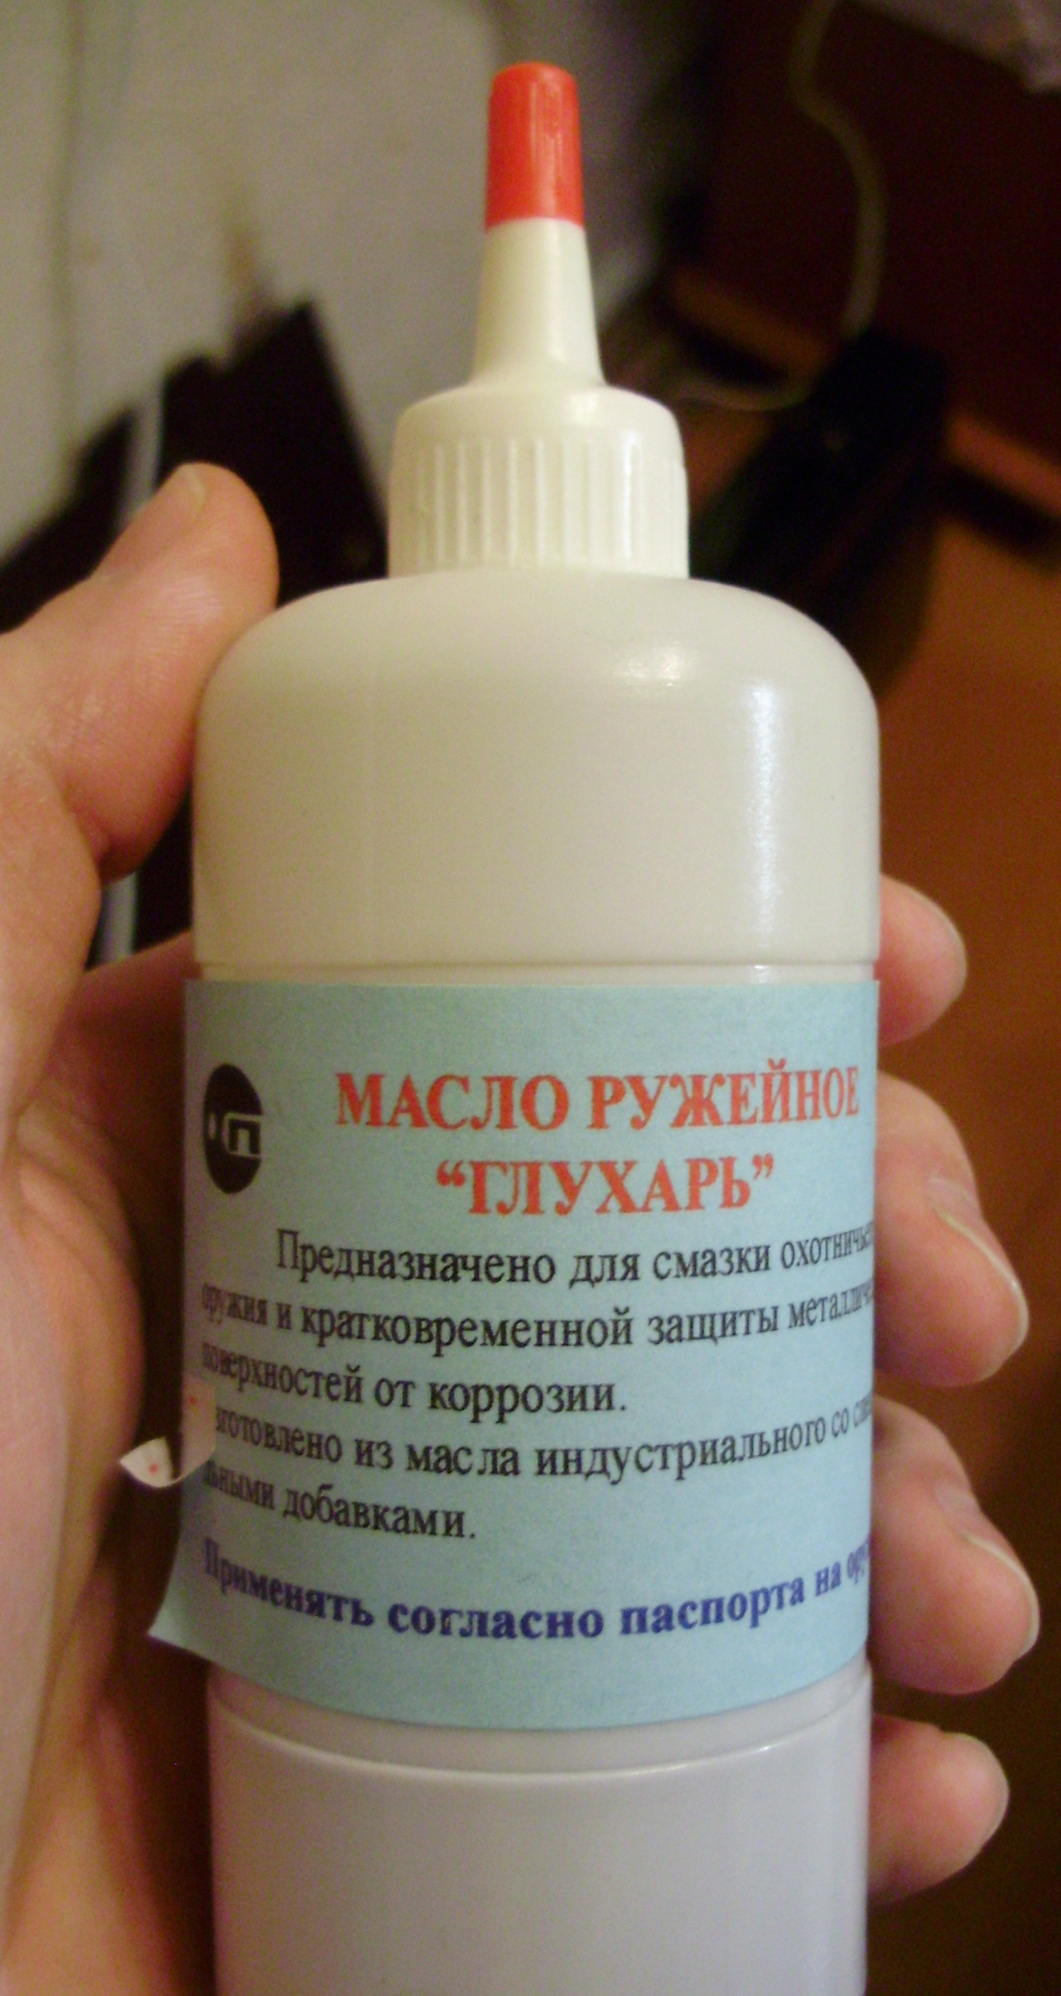 МАСЛО РУЖЕЙНОЕ
“ГЛУХАРЬ”
Предназначено для смазки
оружия и кратковременной защиты
поверхностей от коррозии.
из масла индустриального со
добавками.
Применять согласно паспорта на